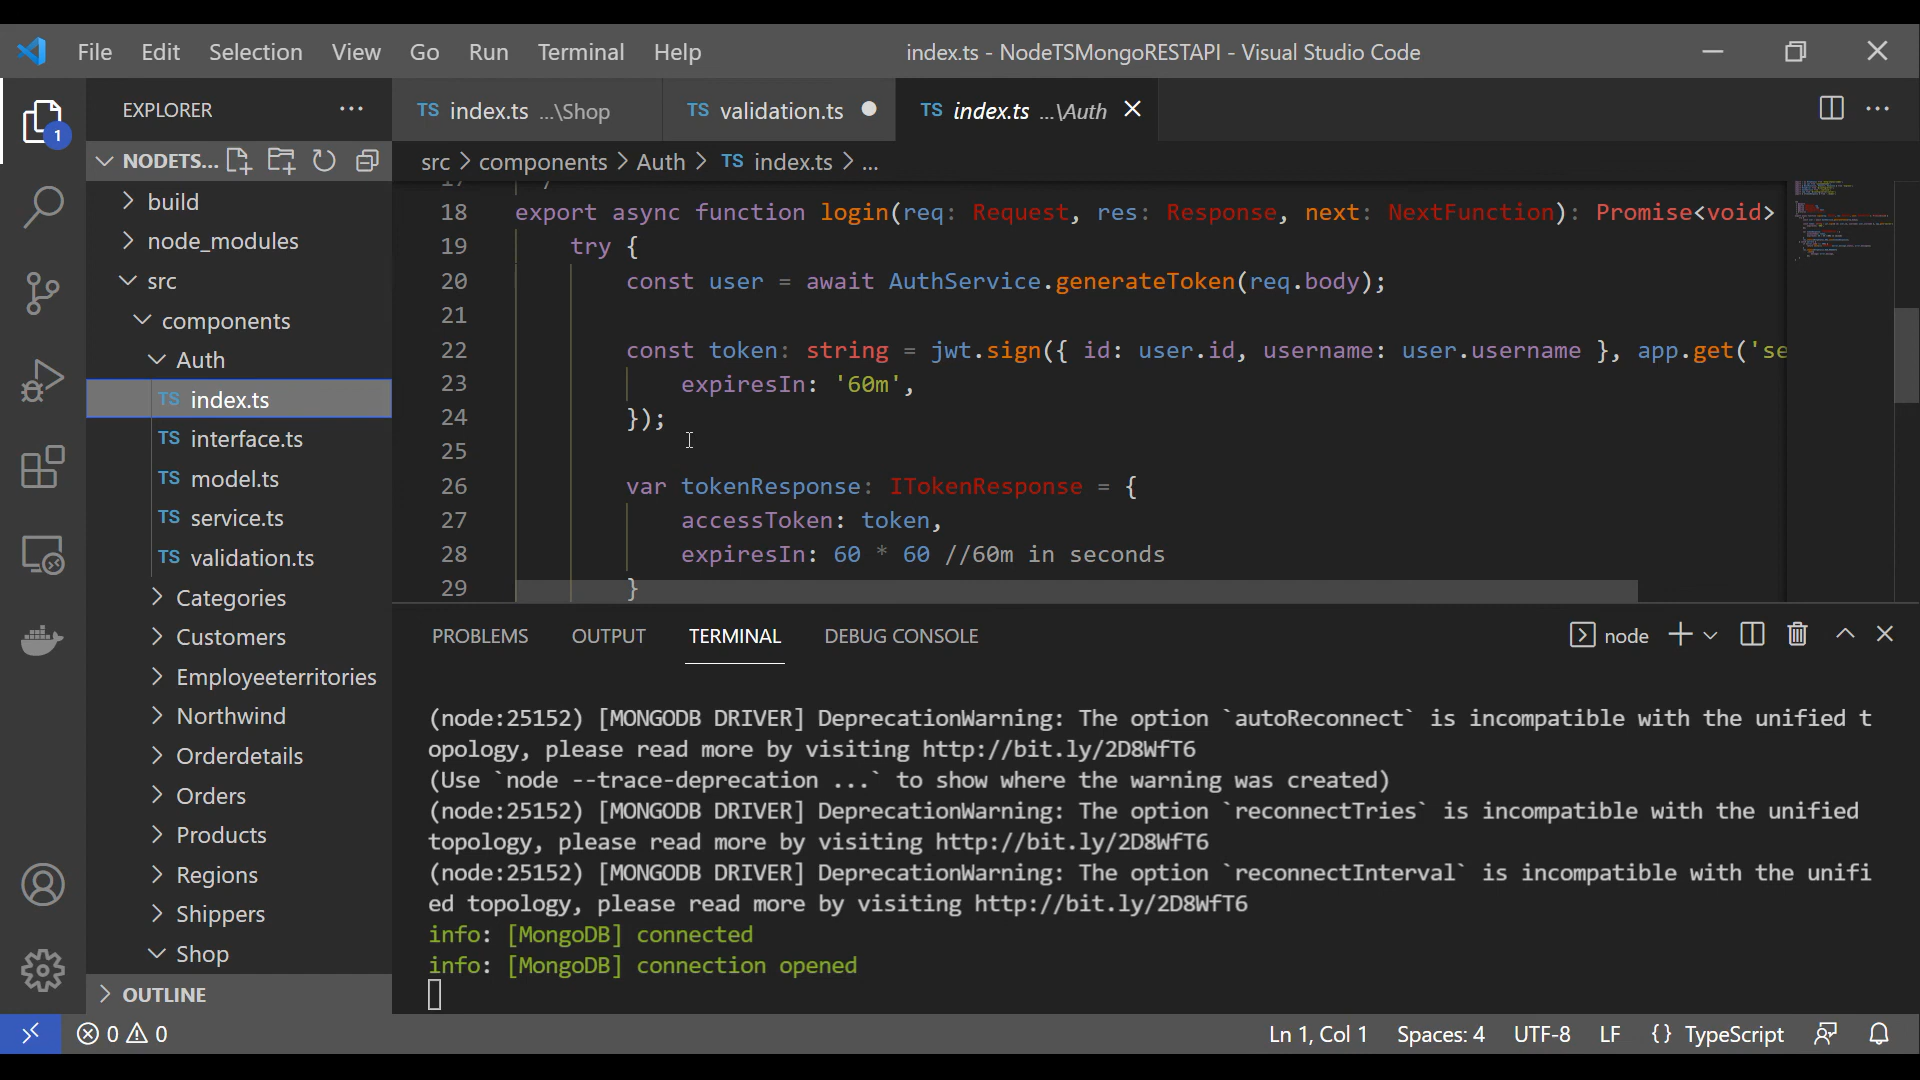 File Edit Selection View Go Run Terminal Help
index.ts - NodeTSMongoRESTAPI - Visual Studio Code
EXPLORER
1
NODETS...
build
node_modules
src
components
Auth
TS index.ts
TS interface.ts
TS model.ts
TS service.ts
TS validation.ts
Categories
Customers
Employeeterritories
Northwind
Orderdetails
Orders
Products
Regions
Shippers
Shop
OUTLINE
TS index.ts ...\Shop
TS validation.ts
TS index.ts ...\Auth
src > components > Auth > TS index.ts > ...
18 export async function login(req: Request, res: Response, next: NextFunction): Promise<void>
19 try {
20 const user = await AuthService.generateToken(req.body);
21
22 const token: string = jwt.sign({ id: user.id, username: user.username }, app.get('se
23 expiresIn: '60m',
24 });
25
26 var tokenResponse: ITokenResponse = {
27 accessToken: token,
28 expiresIn: 60 * 60 //60m in seconds
29 }
PROBLEMS OUTPUT TERMINAL DEBUG CONSOLE
node
(node:25152) [MONGODB DRIVER] DeprecationWarning: The option `autoReconnect` is incompatible with the unified t
opology, please read more by visiting http://bit.ly/2D8WfT6
(Use `node --trace-deprecation ...` to show where the warning was created)
(node:25152) [MONGODB DRIVER] DeprecationWarning: The option `reconnectTries` is incompatible with the unified
topology, please read more by visiting http://bit.ly/2D8WfT6
(node:25152) [MONGODB DRIVER] DeprecationWarning: The option `reconnectInterval` is incompatible with the unifi
ed topology, please read more by visiting http://bit.ly/2D8WfT6
info: [MongoDB] connected
info: [MongoDB] connection opened
0 0
Ln 1, Col 1 Spaces: 4 UTF-8 LF {} TypeScript